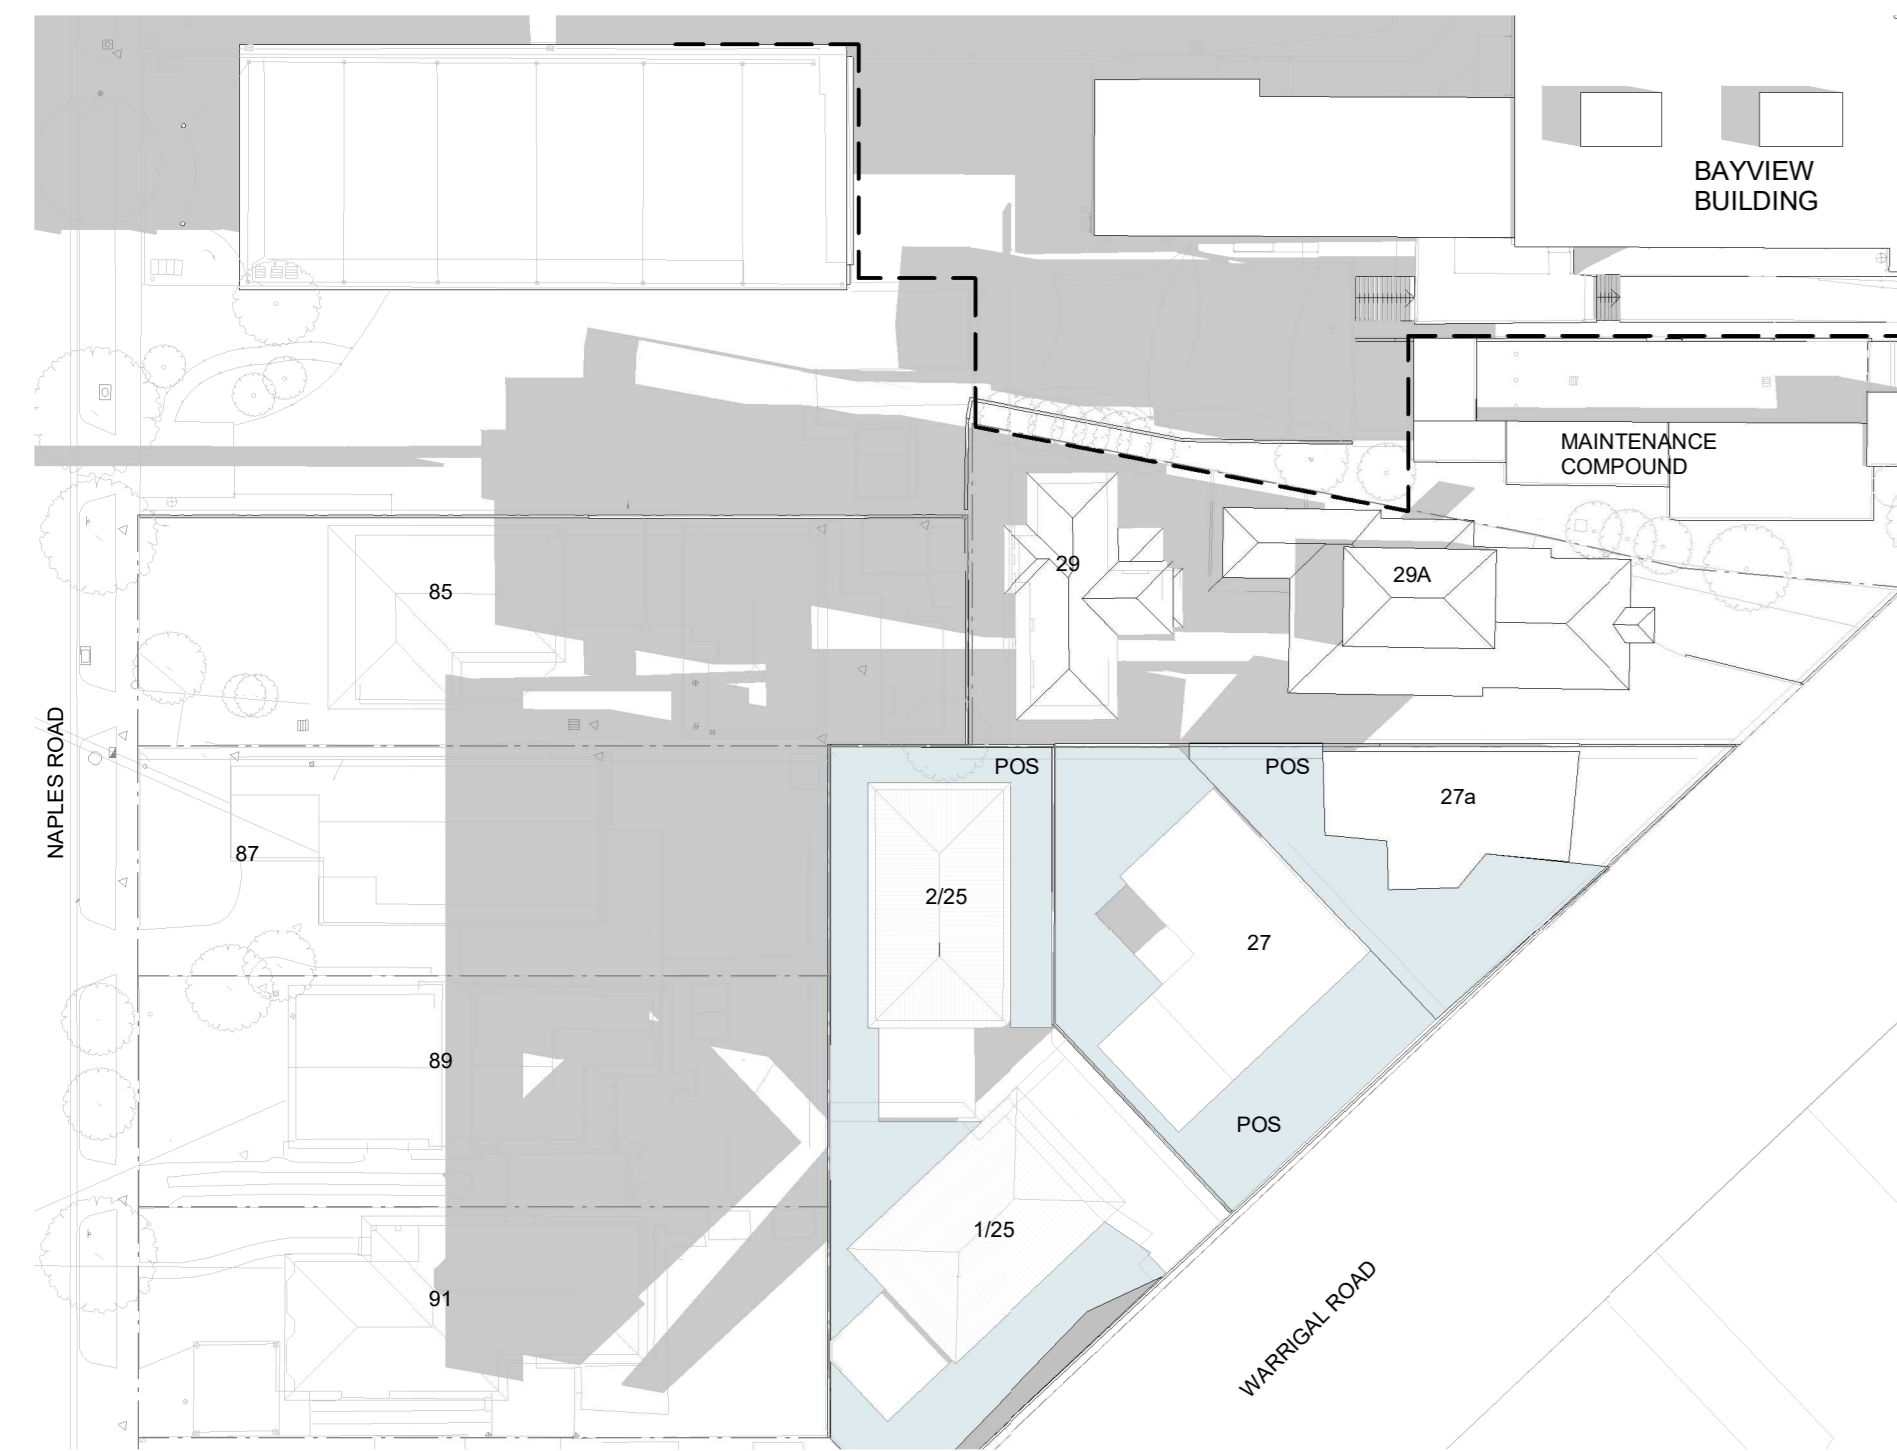 BAYVIEW
BUILDING
MAINTENANCE
COMPOUND
29
29A
85
NAPLES ROAD
POS
POS
27a
87
2/25
27
89
POS
1/25
91
WARRIGAL ROAD